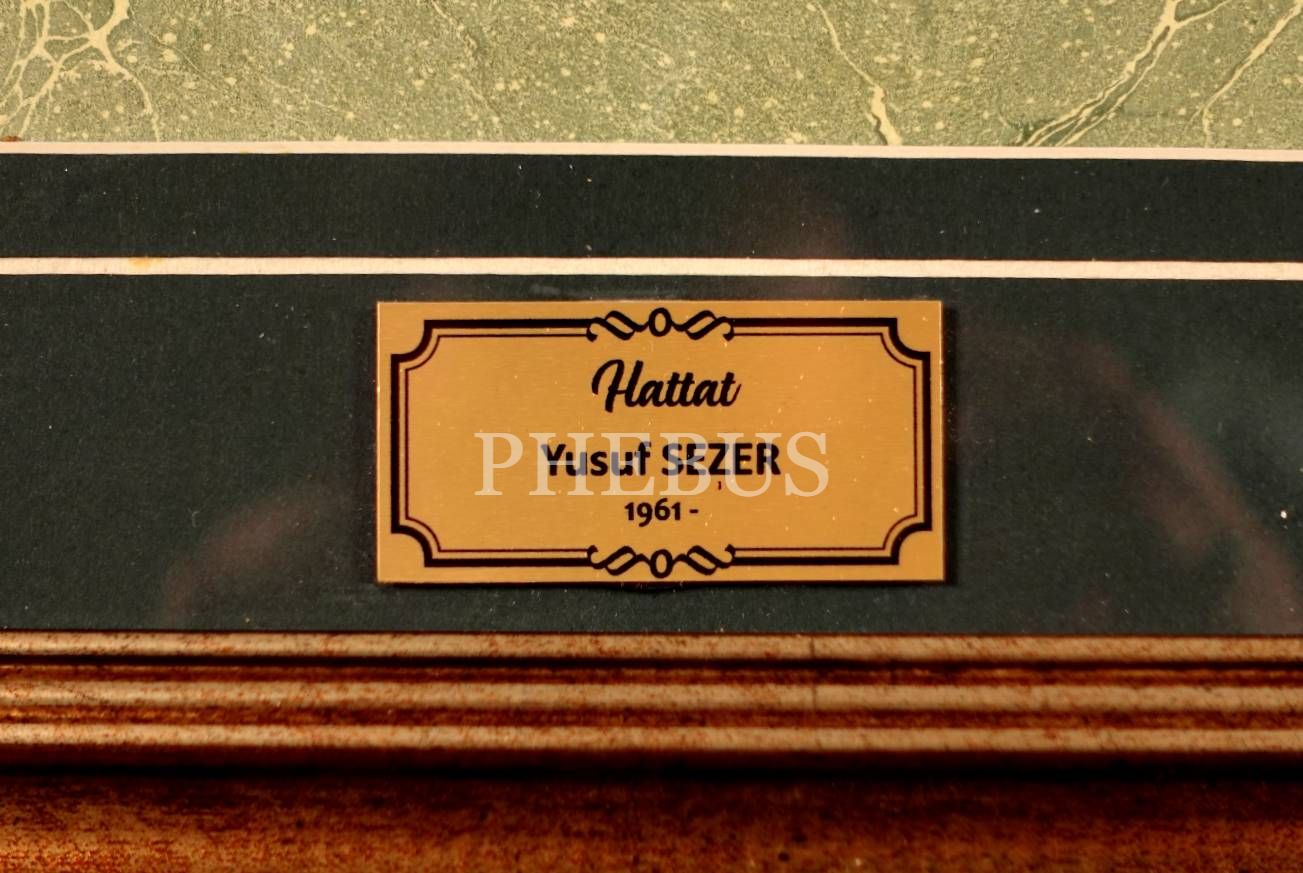 Hattat
Yusuf SEZER
PHEBUS
1961 -